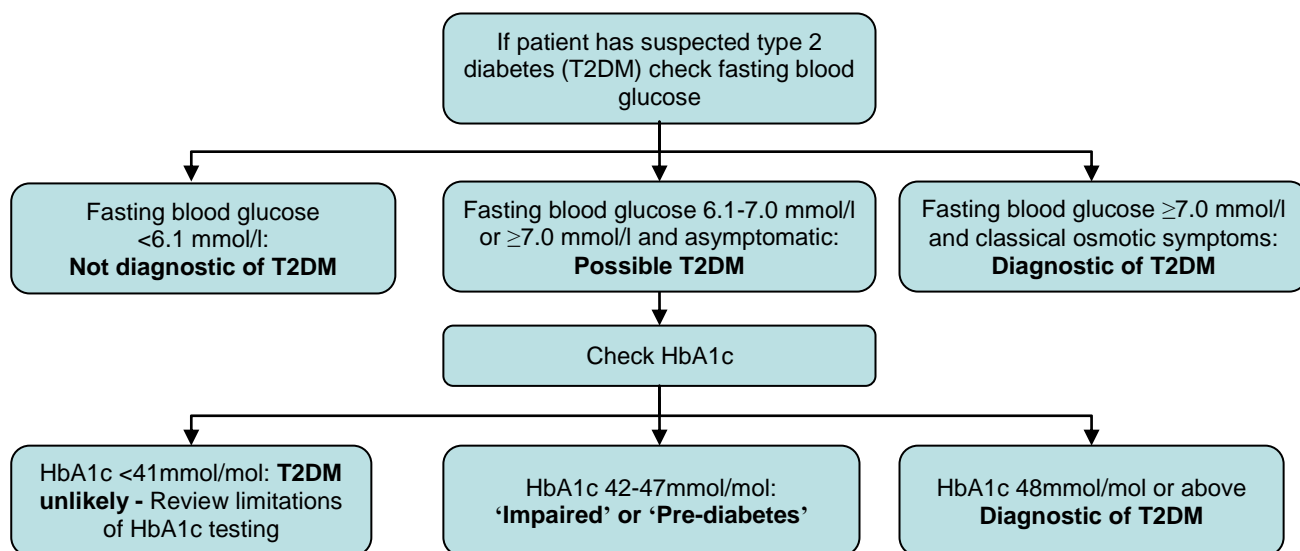 If patient has suspected type 2
diabetes (T2DM) check fasting blood
glucose
Fasting blood glucose
<6.1 mmol/l:
Not diagnostic of T2DM
Fasting blood glucose 6.1-7.0 mmol/l
or ≥7.0 mmol/l and asymptomatic:
Possible T2DM
Fasting blood glucose ≥7.0 mmol/l
and classical osmotic symptoms:
Diagnostic of T2DM
Check HbA1c
HbA1c <41mmol/mol: T2DM
unlikely - Review limitations
of HbA1c testing
HbA1c 42-47mmol/mol:
‘Impaired’ or ‘Pre-diabetes’
HbA1c 48mmol/mol or above
Diagnostic of T2DM